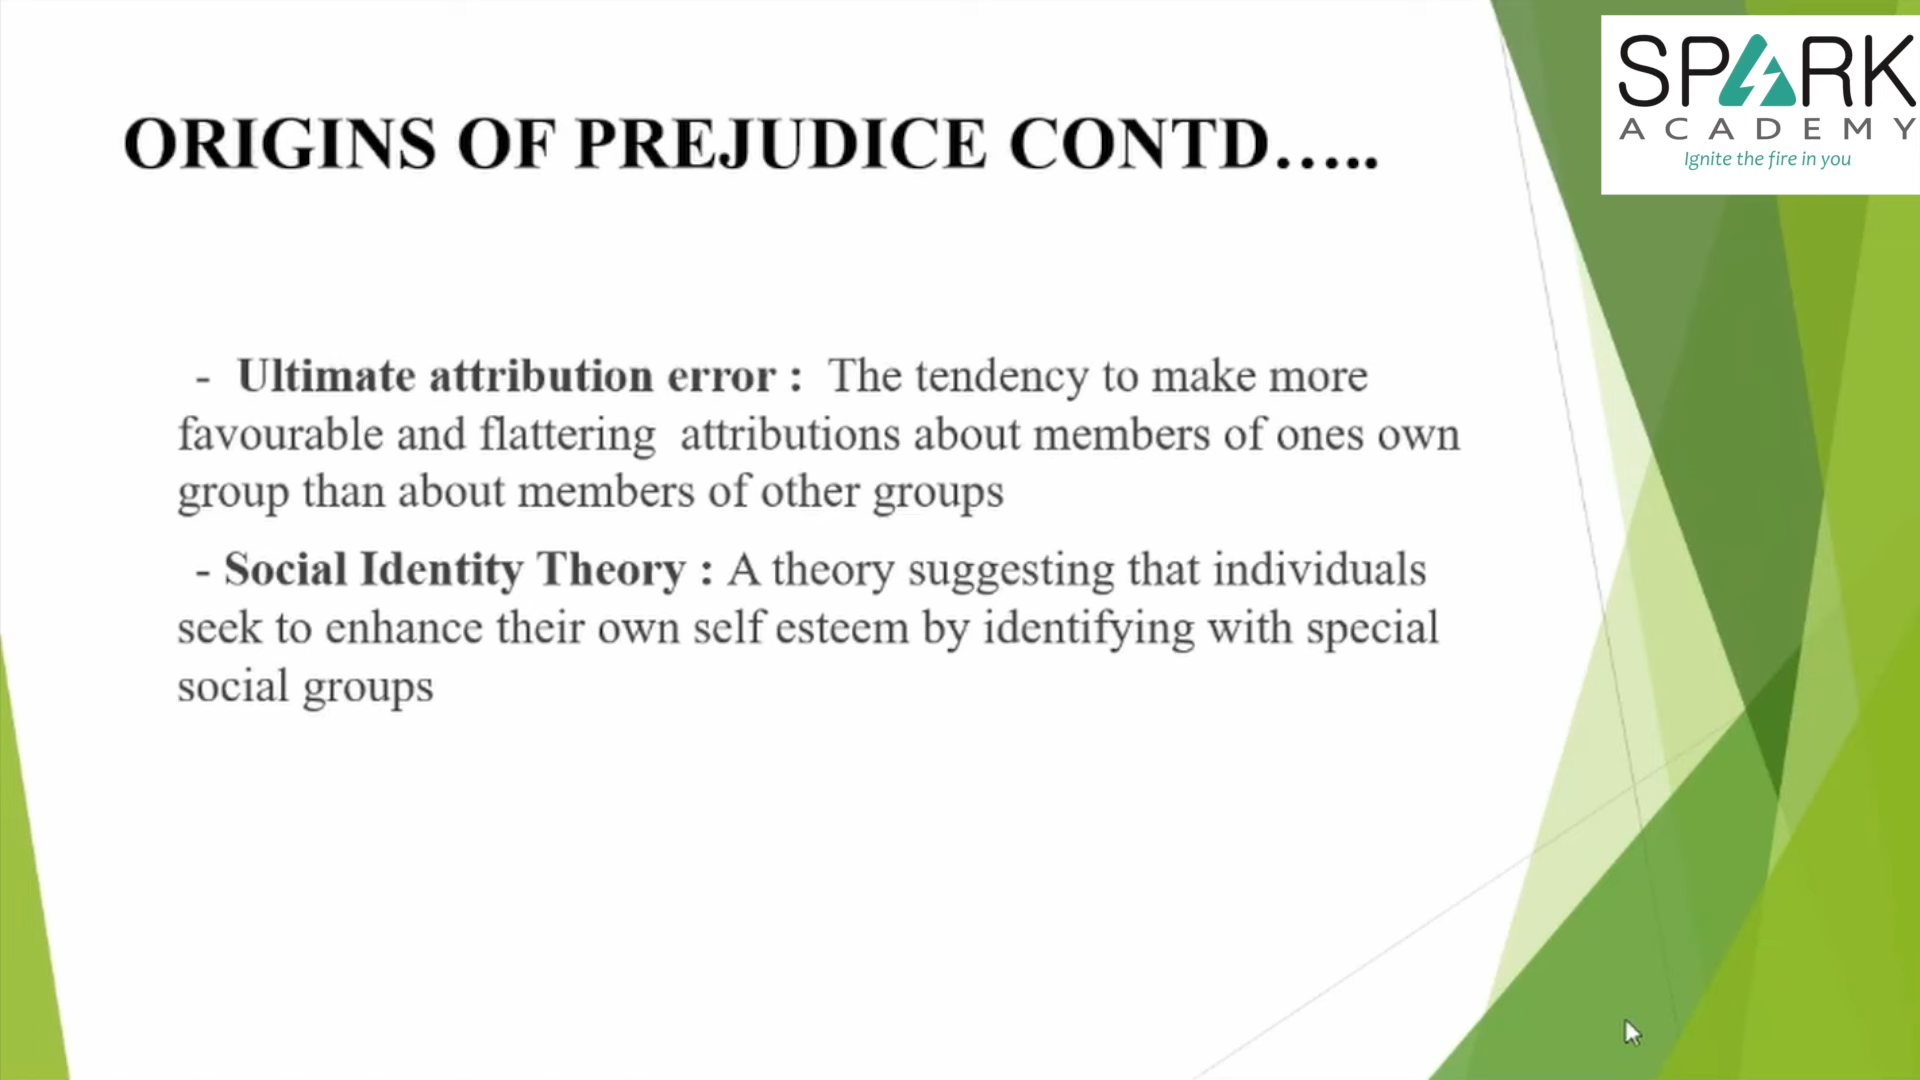 SPARK
ACADEMY
Ignite the fire in you
ORIGINS OF PREJUDICE CONTD.....
- Ultimate attribution error : The tendency to make more
favourable and flattering attributions about members of ones own
group than about members of other groups
- Social Identity Theory : A theory suggesting that individuals
seek to enhance their own self esteem by identifying with special
social groups